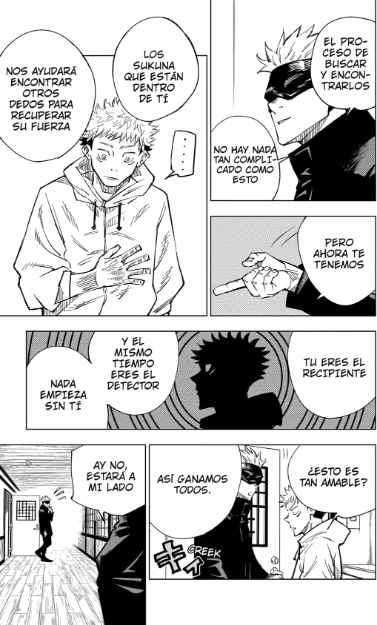 EL PRO-
CESO DE
BUSCAR
Y ENCON-
TRARLOS
NO HAY NADA
TAN COMPLI-
CADO COMO
ESTO
PERO
AHORA TE
TENEMOS
LOS
SUKUNA
QUE ESTÁN
DENTRO
DE TÍ
NOS AYUDARÁ
ENCONTRAR
OTROS
DEDOS PARA
RECUPERAR
SU FUERZA
....
TU ERES EL
RECIPIENTE
Y EL
MISMO
TIEMPO
ERES EL
DETECTOR
NADA
EMPIEZA
SIN TÍ
¿ESTO ES
TAN AMABLE?
ASÍ GANAMOS
TODOS.
CREEK
AY NO,
ESTARÁ A
MI LADO